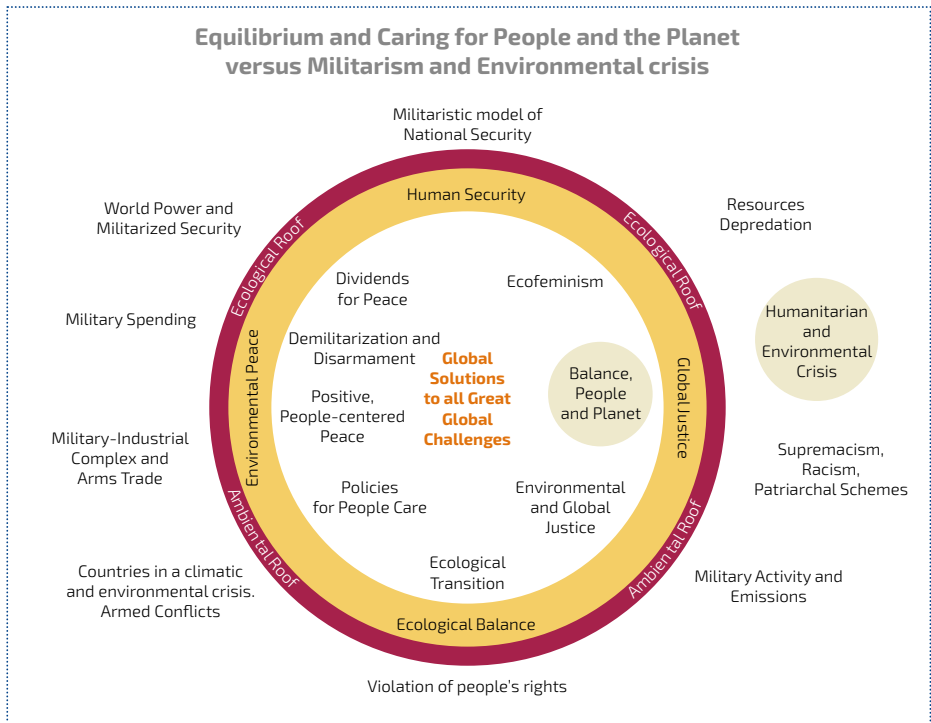 Equilibrium and Caring for People and the Planet
versus Militarism and Environmental crisis
Militaristic model of
National Security
World Power and
Militarized Security
Military Spending
Military-Industrial
Complex and
Arms Trade
Countries in a climatic
and environmental crisis.
Armed Conflicts
Violation of people's rights
Resources
Depredation
Humanitarian
and
Environmental
Crisis
Supremacism,
Racism,
Patriarchal Schemes
Military Activity and
Emissions
Ecological Roof
Ecological Roof
Ambiental Roof
Ambiental Roof
Human Security
Environmental Peace
Global Justice
Ecological Balance
Dividends
for Peace
Ecofeminism
Demilitarization and
Disarmament
Positive,
People-centered
Peace
Global
Solutions
to all Great
Global
Challenges
Balance,
People
and Planet
Policies
for People Care
Environmental
and Global
Justice
Ecological
Transition